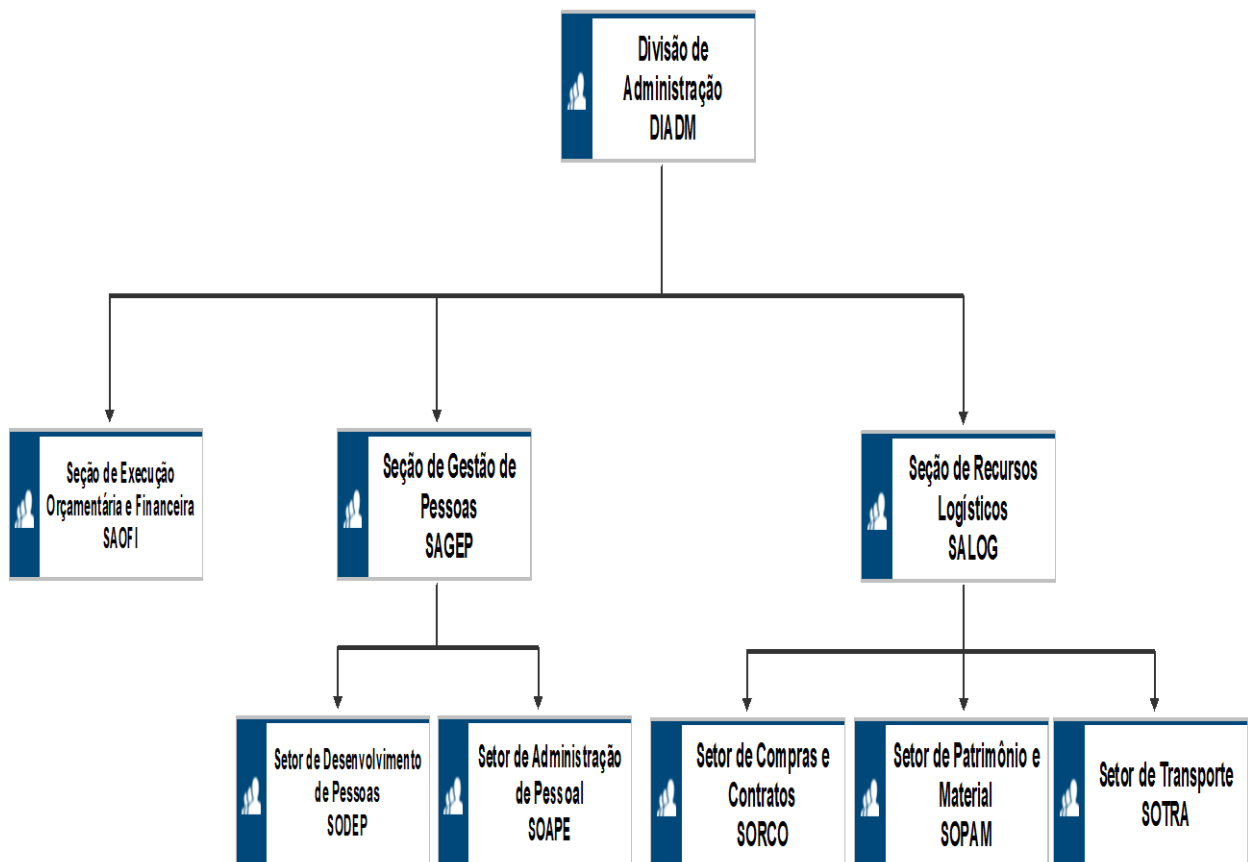 Divisão de
Administração
DIADM
Seção de Execução
Orçamentária e Financeira
SAOFI
Seção de Gestão de
Pessoas
SAGEP
Seção de Recursos
Logísticos
SALOG
Setor de Desenvolvimento
de Pessoas
SODEP
Setor de Administração
de Pessoal
SOAPE
Setor de Compras e
Contratos
SORCO
Setor de Patrimônio e
Material
SOPAM
Setor de Transporte
SOTRA